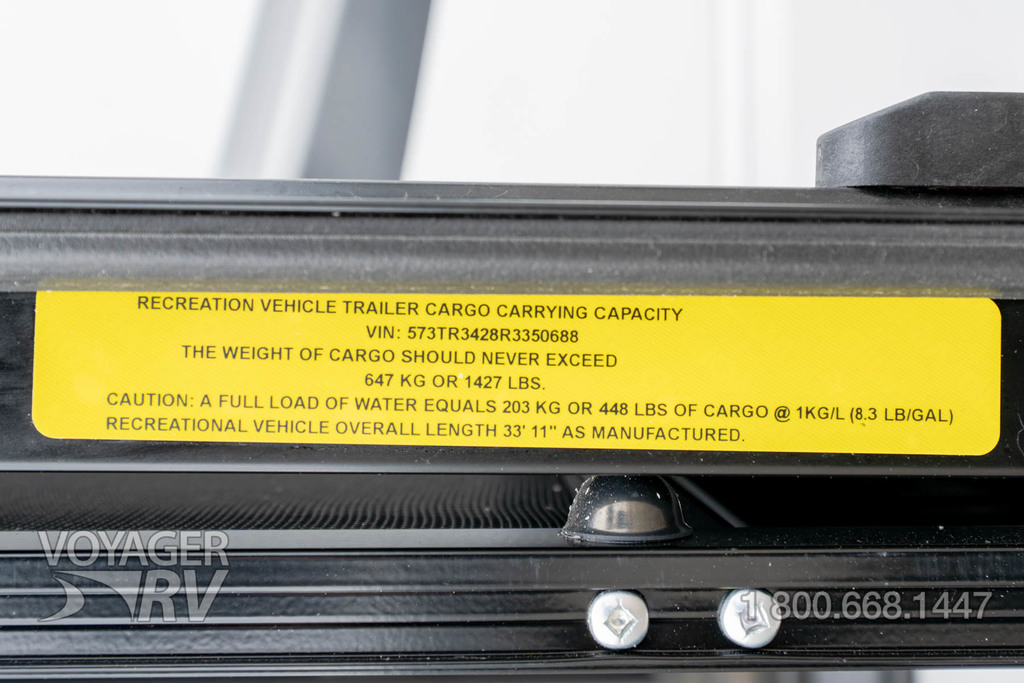 RECREATION VEHICLE TRAILER CARGO CARRYING CAPACITY
VIN: 573TR3428R3350688
THE WEIGHT OF CARGO SHOULD NEVER EXCEED
647 KG OR 1427 LBS.
CAUTION: A FULL LOAD OF WATER EQUALS 203 KG OR 448 LBS OF CARGO @ 1KG/L (8.3 LB/GAL)
RECREATIONAL VEHICLE OVERALL LENGTH 33' 11" AS MANUFACTURED.
VOYAGER
RV
1 800.668.1447